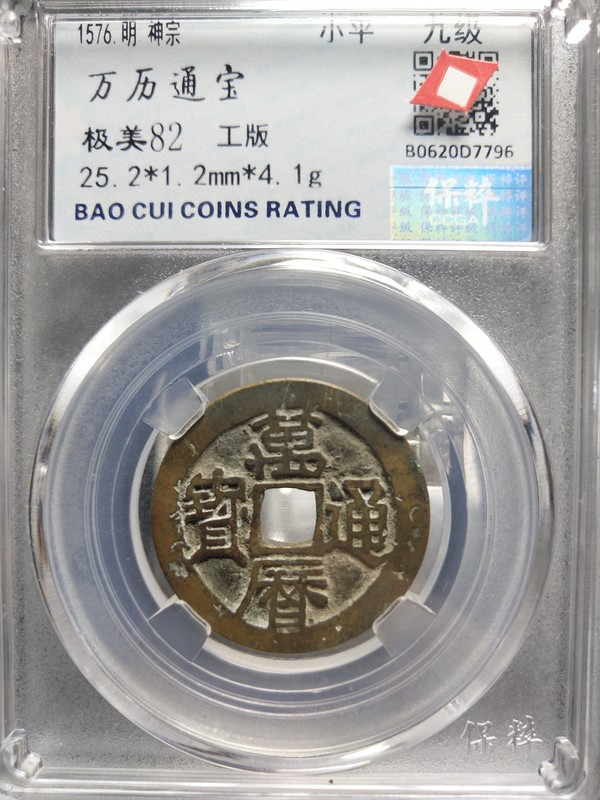 1576.明 神宗 小平 九级
万历通宝
极美82 工版
B0620D7796
25.2*1.2mm*4.1g
BAO CUI COINS RATING
保粹
萬曆通寶
保粹